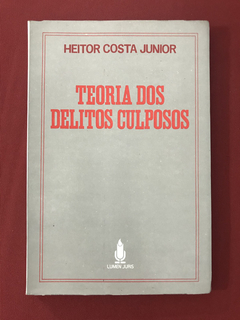 HEITOR COSTA JUNIOR
TEORIA DOS
DELITOS CULPOSOS
LUMEN JURIS